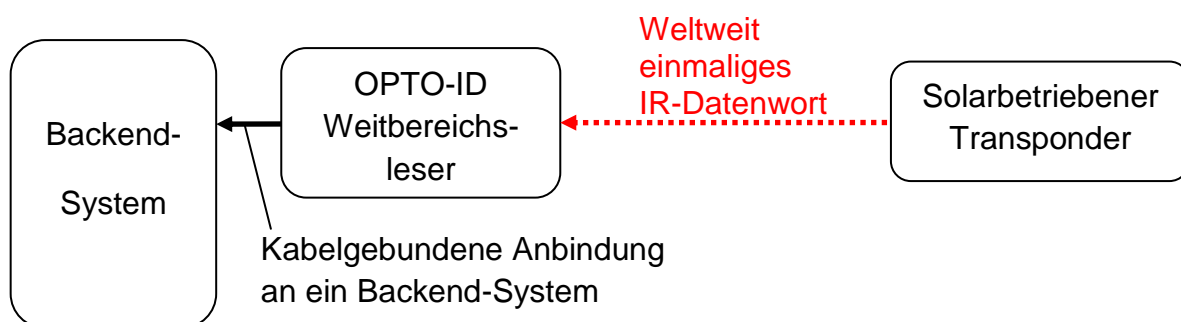 Backend-
System
OPTO-ID
Weitbereichs-
leser
Weltweit
einmaliges
IR-Datenwort
Solarbetriebener
Transponder
Kabelgebundene Anbindung
an ein Backend-System